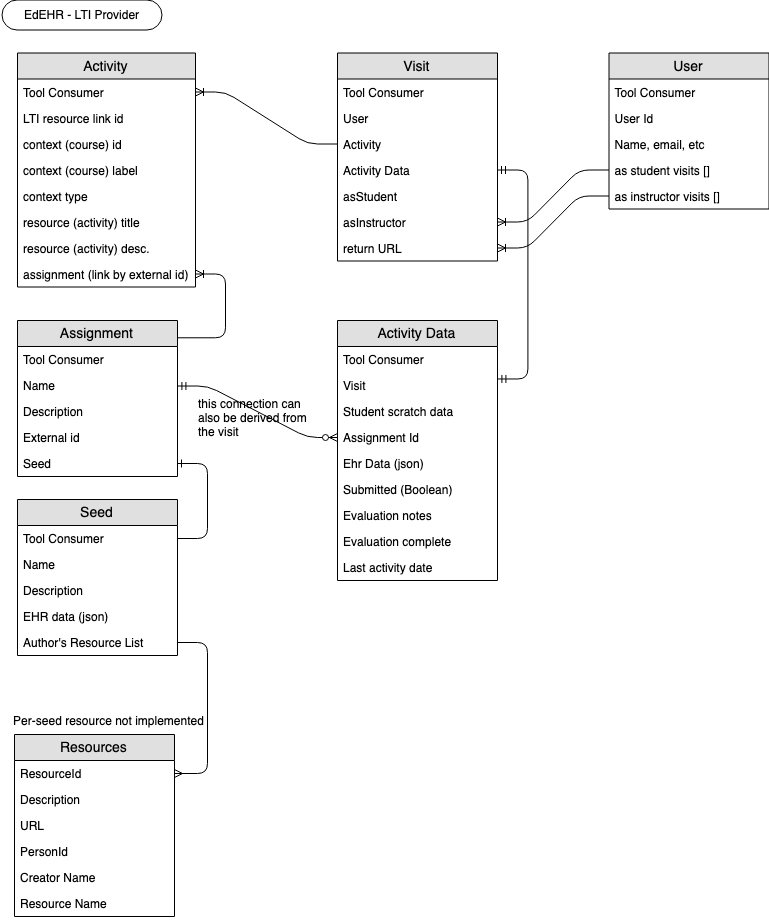 EdEHR - LTI Provider
Activity
Tool Consumer
LTI resource link id
context (course) id
context (course) label
context type
resource (activity) title
resource (activity) desc.
assignment (link by external id)
Visit
Tool Consumer
User
Activity
Activity Data
asStudent
asInstructor
return URL
User
Tool Consumer
User Id
Name, email, etc
as student visits []
as instructor visits []
Assignment
Tool Consumer
Name
Description
External id
Seed
this connection can
also be derived from
the visit
Activity Data
Tool Consumer
Visit
Student scratch data
Assignment Id
Ehr Data (json)
Submitted (Boolean)
Evaluation notes
Evaluation complete
Last activity date
Seed
Tool Consumer
Name
Description
EHR data (json)
Author's Resource List
Per-seed resource not implemented
Resources
ResourceId
Description
URL
PersonId
Creator Name
Resource Name